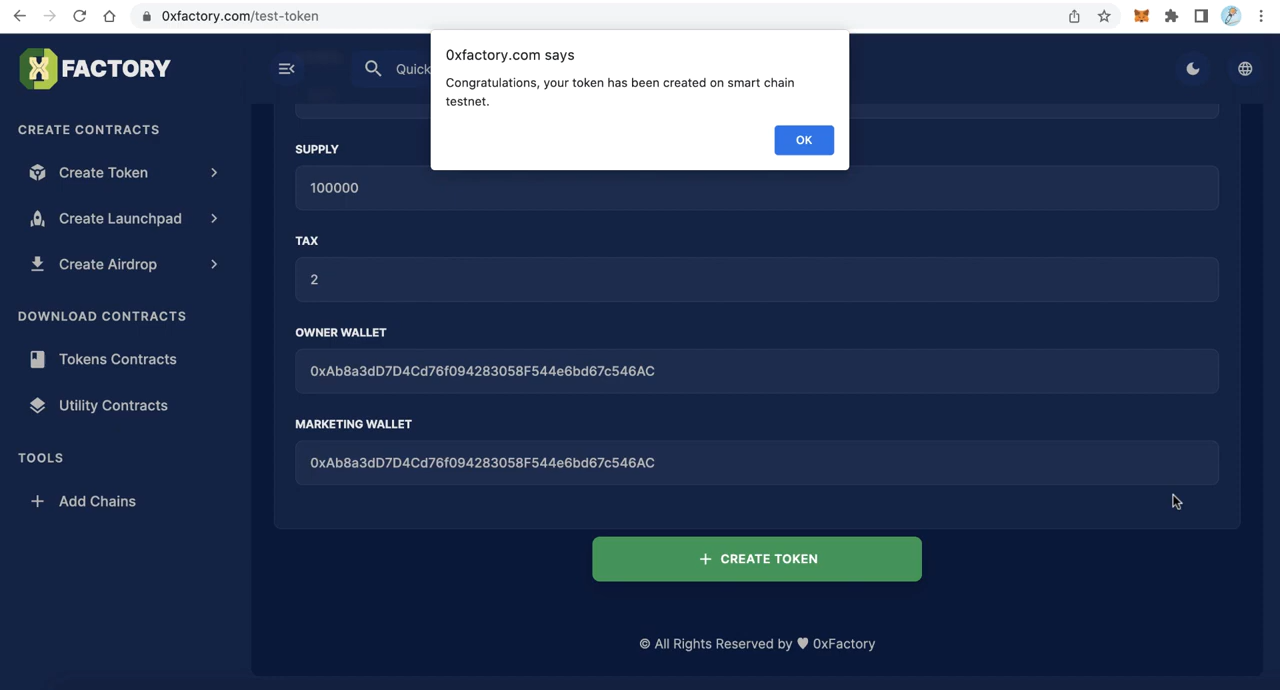 0xfactory.com/test-token
0xfactory.com says
Congratulations, your token has been created on smart chain
testnet.
OK
X FACTORY
Quick
CREATE CONTRACTS
Create Token
Create Launchpad
Create Airdrop
DOWNLOAD CONTRACTS
Tokens Contracts
Utility Contracts
TOOLS
Add Chains
SUPPLY
100000
TAX
2
OWNER WALLET
0xAb8a3dD7D4Cd76f094283058F544e6bd67c546AC
MARKETING WALLET
0xAb8a3dD7D4Cd76f094283058F544e6bd67c546AC
+ CREATE TOKEN
© All Rights Reserved by ♥ 0xFactory